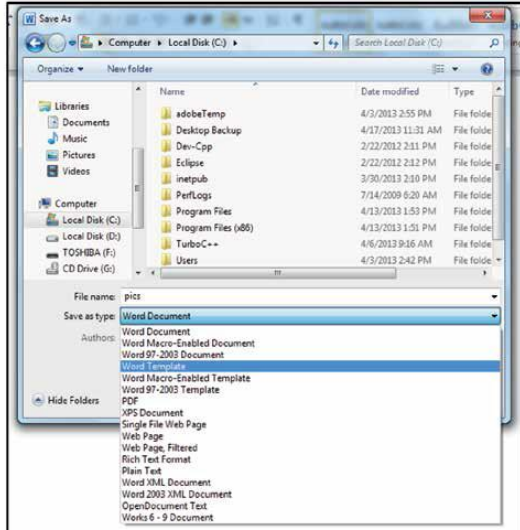 Save As
Computer ▸ Local Disk (C:) ▸
Search Local Disk (C:)
Organize ▾ New folder
Name Date modified Type
Libraries
Documents
Music
Pictures
Videos
Computer
Local Disk (C:)
Local Disk (D:)
TOSHIBA (F:)
CD Drive (G:)
adobeTemp 4/3/2013 2:55 PM File folde
Desktop Backup 4/17/2013 11:31 AM File folde
Dev-Cpp 2/22/2012 2:11 PM File folde
Eclipse 2/22/2012 2:12 PM File folde
inetpub 3/30/2013 2:10 PM File folde
PerfLogs 7/14/2009 6:20 AM File folde
Program Files 4/13/2013 1:53 PM File folde
Program Files (x86) 4/13/2013 1:51 PM File folde
TurboC++ 4/6/2013 9:16 AM File folde
Users 4/3/2013 2:42 PM File folde
File name: pics
Save as type: Word Document
Authors:
Word Document
Word Macro-Enabled Document
Word 97-2003 Document
Word Template
Word Macro-Enabled Template
Word 97-2003 Template
PDF
XPS Document
Single File Web Page
Web Page
Web Page, Filtered
Rich Text Format
Plain Text
Word XML Document
Word 2003 XML Document
OpenDocument Text
Works 6 - 9 Document
Hide Folders